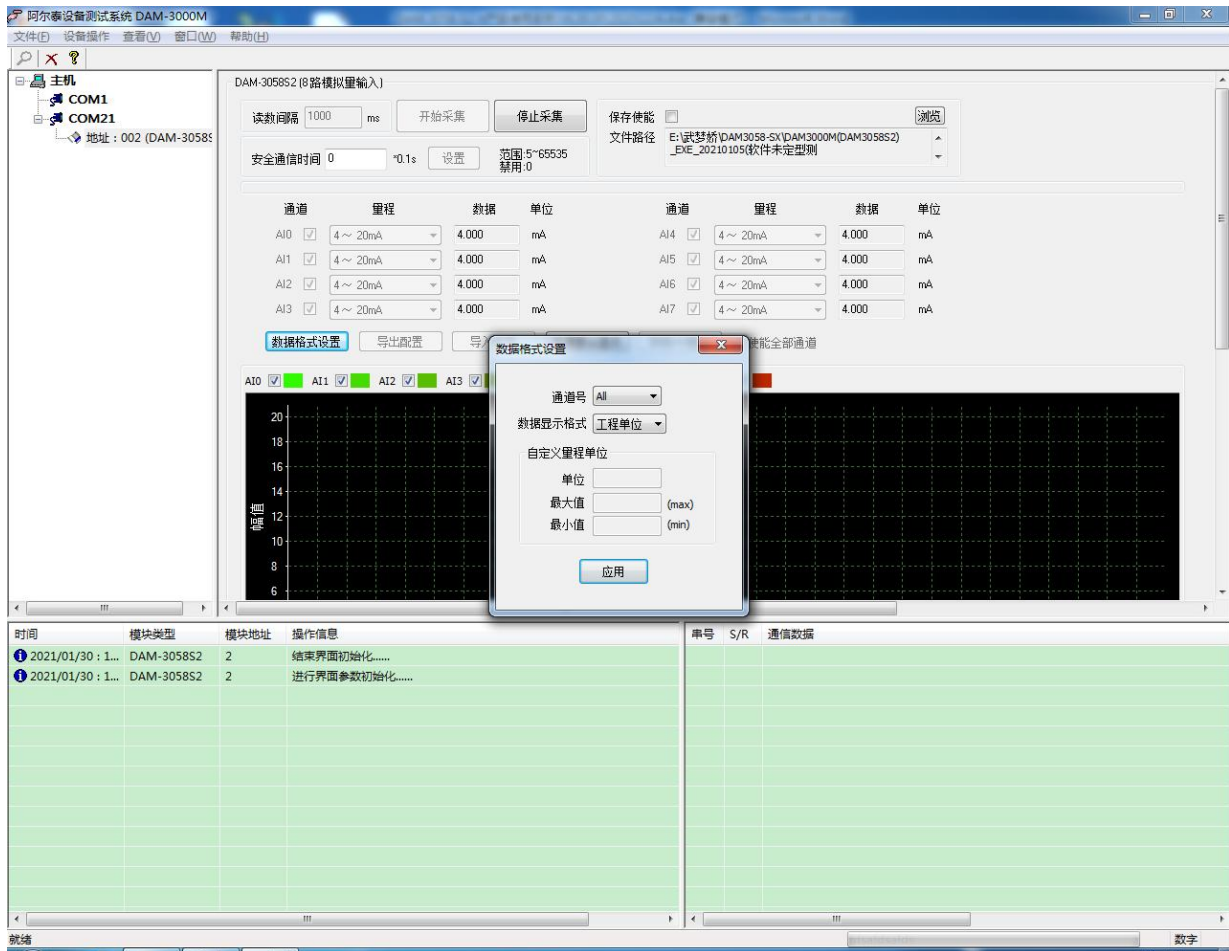 阿尔泰设备测试系统 DAM-3000M
文件(F) 设备操作 查看(V) 窗口(W) 帮助(H)
主机
COM1
COM21
地址：002 (DAM-3058S
DAM-3058S2 (8路模拟量输入)
读数间隔 1000 ms 开始采集 停止采集
安全通信时间 0 *0.1s 设置 范围:5~65535
禁用:0
保存使能 浏览
文件路径 E:\武梦娇\DAM3058-SX\DAM3000M(DAM3058S2)
_EXE_20210105(软件未定型测
通道 量程 数据 单位 通道 量程 数据 单位
AI0 4～ 20mA 4.000 mA AI4 4～ 20mA 4.000 mA
AI1 4～ 20mA 4.000 mA AI5 4～ 20mA 4.000 mA
AI2 4～ 20mA 4.000 mA AI6 4～ 20mA 4.000 mA
AI3 4～ 20mA 4.000 mA AI7 4～ 20mA 4.000 mA
数据格式设置 导出配置 导入 使能全部通道
AI0 AI1 AI2 AI3
幅值
20
18
16
14
12
10
8
6
数据格式设置
通道号 All
数据显示格式 工程单位
自定义量程单位
单位
最大值 (max)
最小值 (min)
应用
时间 模块类型 模块地址 操作信息
2021/01/30 : 1... DAM-3058S2 2 结束界面初始化......
2021/01/30 : 1... DAM-3058S2 2 进行界面参数初始化......
串号 S/R 通信数据
就绪 数字